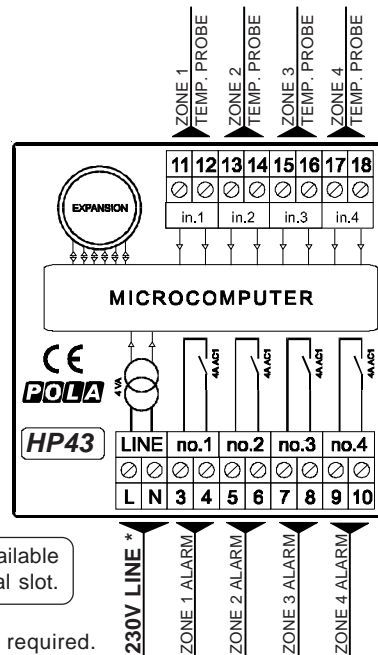 ZONE 1
TEMP. PROBE
ZONE 2
TEMP. PROBE
ZONE 3
TEMP. PROBE
ZONE 4
TEMP. PROBE
11 12 13 14 15 16 17 18
in.1 in.2 in.3 in.4
EXPANSION
MICROCOMPUTER
CE
POLA
4 VA
4A AC1
4A AC1
4A AC1
4A AC1
HP43
LINE no.1 no.2 no.3 no.4
L N 3 4 5 6 7 8 9 10
230V LINE *
ZONE 1 ALARM
ZONE 2 ALARM
ZONE 3 ALARM
ZONE 4 ALARM
ailable
al slot.
required.